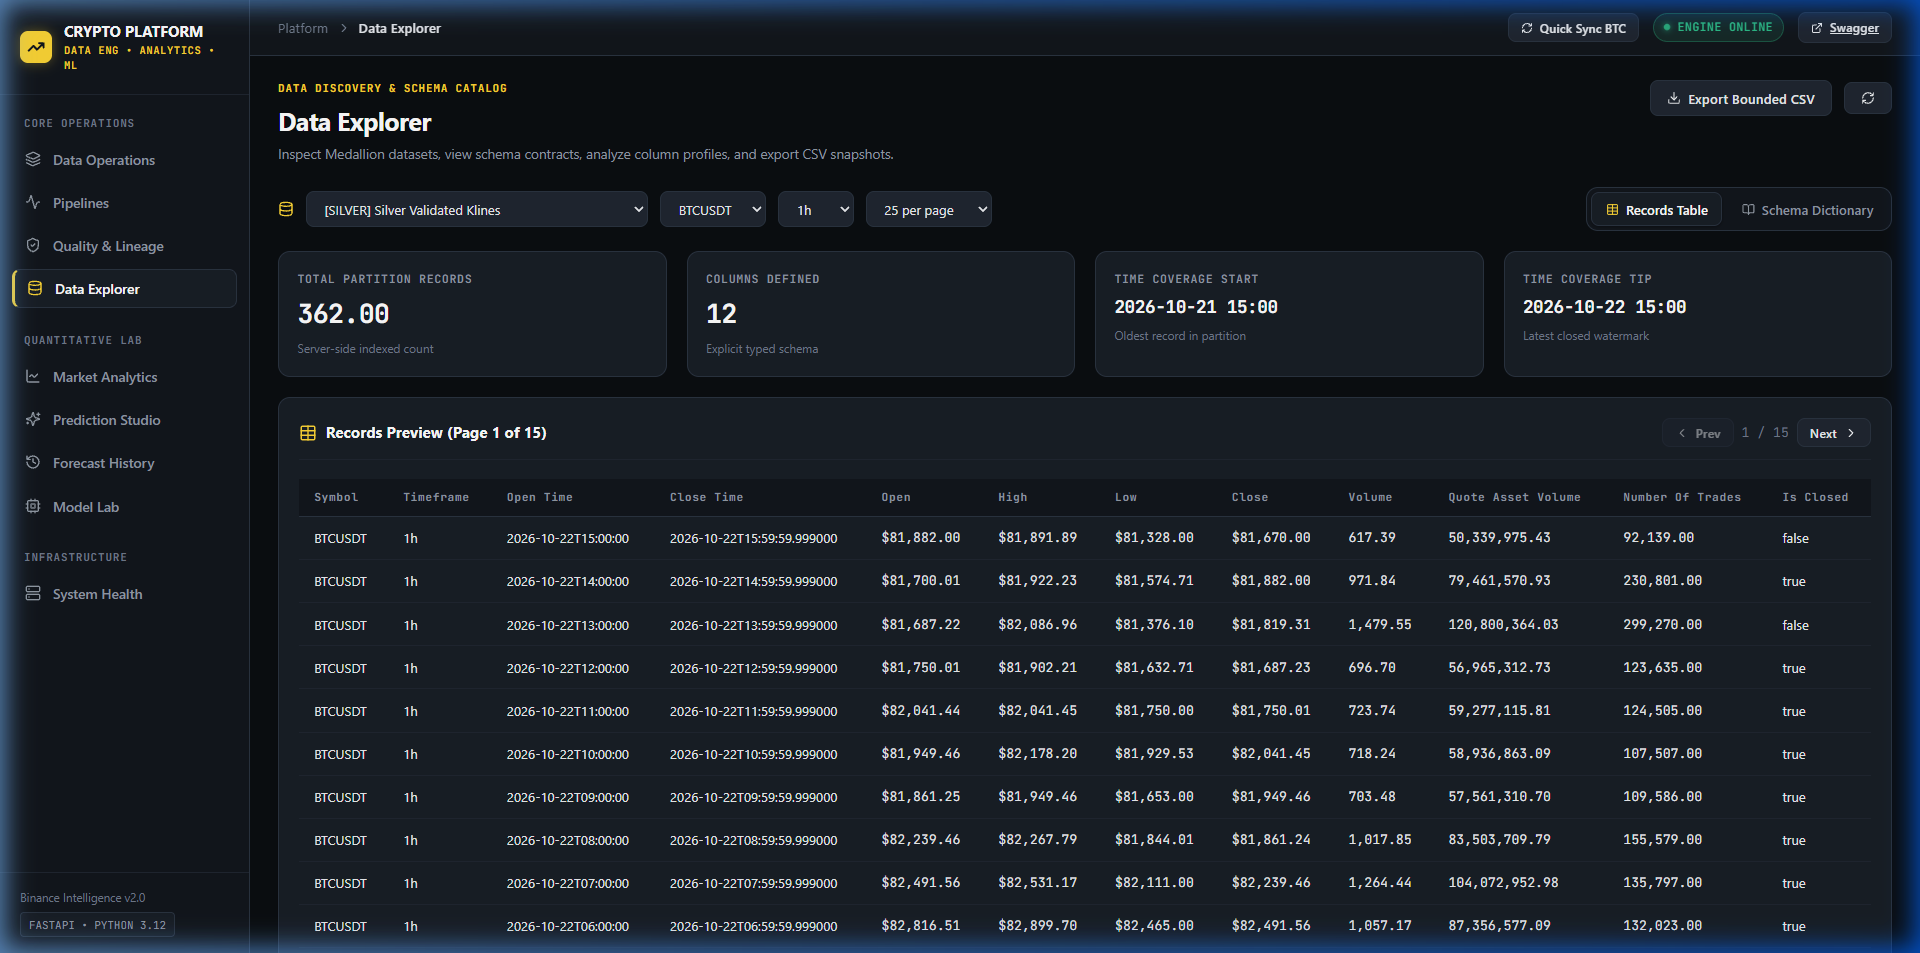 CRYPTO PLATFORM
DATA ENG • ANALYTICS •
ML
CORE OPERATIONS
Data Operations
Pipelines
Quality & Lineage
Data Explorer
QUANTITATIVE LAB
Market Analytics
Prediction Studio
Forecast History
Model Lab
INFRASTRUCTURE
System Health
Binance Intelligence v2.0
FASTAPI • PYTHON 3.12
Platform > Data Explorer
Quick Sync BTC
ENGINE ONLINE
Swagger
DATA DISCOVERY & SCHEMA CATALOG
Data Explorer
Inspect Medallion datasets, view schema contracts, analyze column profiles, and export CSV snapshots.
Export Bounded CSV
[SILVER] Silver Validated Klines
BTCUSDT
1h
25 per page
Records Table
Schema Dictionary
TOTAL PARTITION RECORDS
362.00
Server-side indexed count
COLUMNS DEFINED
12
Explicit typed schema
TIME COVERAGE START
2026-10-21 15:00
Oldest record in partition
TIME COVERAGE TIP
2026-10-22 15:00
Latest closed watermark
Records Preview (Page 1 of 15)
< Prev 1 / 15 Next >
Symbol Timeframe Open Time Close Time Open High Low Close Volume Quote Asset Volume Number Of Trades Is Closed
BTCUSDT 1h 2026-10-22T15:00:00 2026-10-22T15:59:59.999000 $81,882.00 $81,891.89 $81,328.00 $81,670.00 617.39 50,339,975.43 92,139.00 false
BTCUSDT 1h 2026-10-22T14:00:00 2026-10-22T14:59:59.999000 $81,700.01 $81,922.23 $81,574.71 $81,882.00 971.84 79,461,570.93 230,801.00 true
BTCUSDT 1h 2026-10-22T13:00:00 2026-10-22T13:59:59.999000 $81,687.22 $82,086.96 $81,376.10 $81,819.31 1,479.55 120,800,364.03 299,270.00 false
BTCUSDT 1h 2026-10-22T12:00:00 2026-10-22T12:59:59.999000 $81,750.01 $81,902.21 $81,632.71 $81,687.23 696.70 56,965,312.73 123,635.00 true
BTCUSDT 1h 2026-10-22T11:00:00 2026-10-22T11:59:59.999000 $82,041.44 $82,041.45 $81,750.00 $81,750.01 723.74 59,277,115.81 124,505.00 true
BTCUSDT 1h 2026-10-22T10:00:00 2026-10-22T10:59:59.999000 $81,949.46 $82,178.20 $81,929.53 $82,041.45 718.24 58,936,863.09 107,507.00 true
BTCUSDT 1h 2026-10-22T09:00:00 2026-10-22T09:59:59.999000 $81,861.25 $81,949.46 $81,653.00 $81,949.46 703.48 57,561,310.70 109,586.00 true
BTCUSDT 1h 2026-10-22T08:00:00 2026-10-22T08:59:59.999000 $82,239.46 $82,267.79 $81,844.01 $81,861.24 1,017.85 83,503,709.79 155,579.00 true
BTCUSDT 1h 2026-10-22T07:00:00 2026-10-22T07:59:59.999000 $82,491.56 $82,531.17 $82,111.00 $82,239.46 1,264.44 104,072,952.98 135,797.00 true
BTCUSDT 1h 2026-10-22T06:00:00 2026-10-22T06:59:59.999000 $82,816.51 $82,899.70 $82,465.00 $82,491.56 1,057.17 87,356,577.09 132,023.00 true